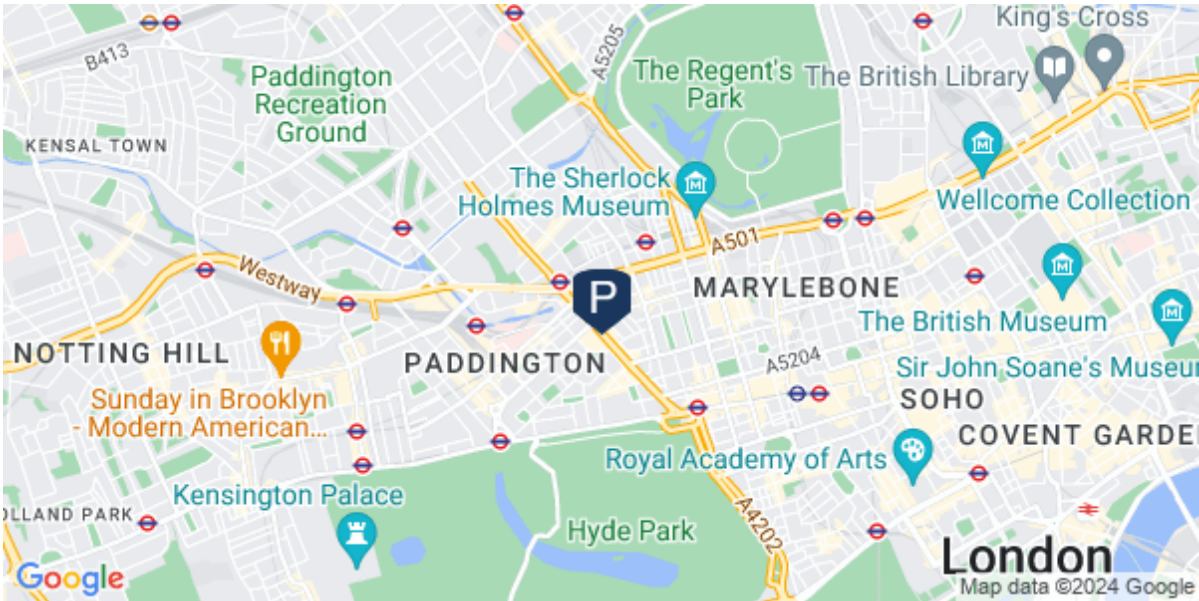 King's Cross
B413
A5205
The Regent's
Park
The British Library
Paddington
Recreation
Ground
KENSAL TOWN
The Sherlock
Holmes Museum
Wellcome Collection
A501
Westway
MARYLEBONE
P
The British Museum
NOTTING HILL
PADDINGTON
A5204
Sir John Soane's Museu
Sunday in Brooklyn
- Modern American...
SOHO
COVENT GARDE
Royal Academy of Arts
Kensington Palace
OLLAND PARK
Hyde Park
A4202
London
Google
Map data ©2024 Google